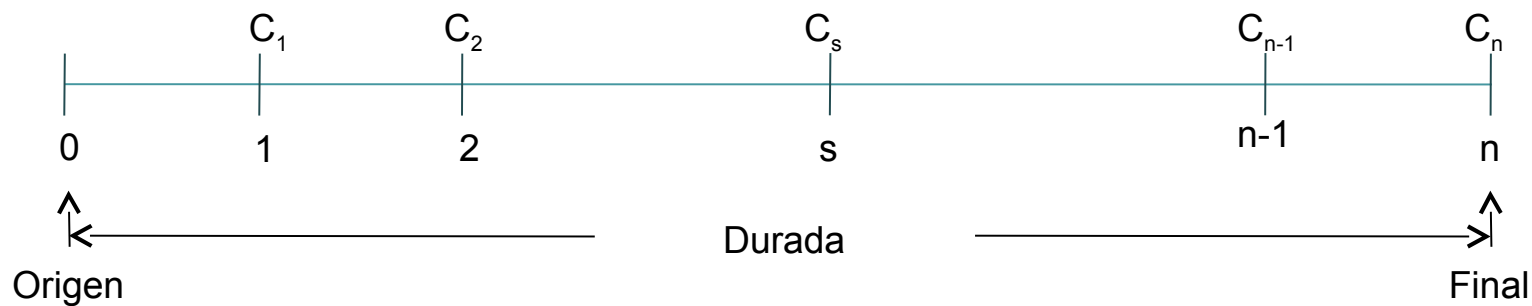 C₁ C₂ Cₛ Cₙ₋₁ Cₙ
0 1 2 s n-1 n
Durada
Origen Final